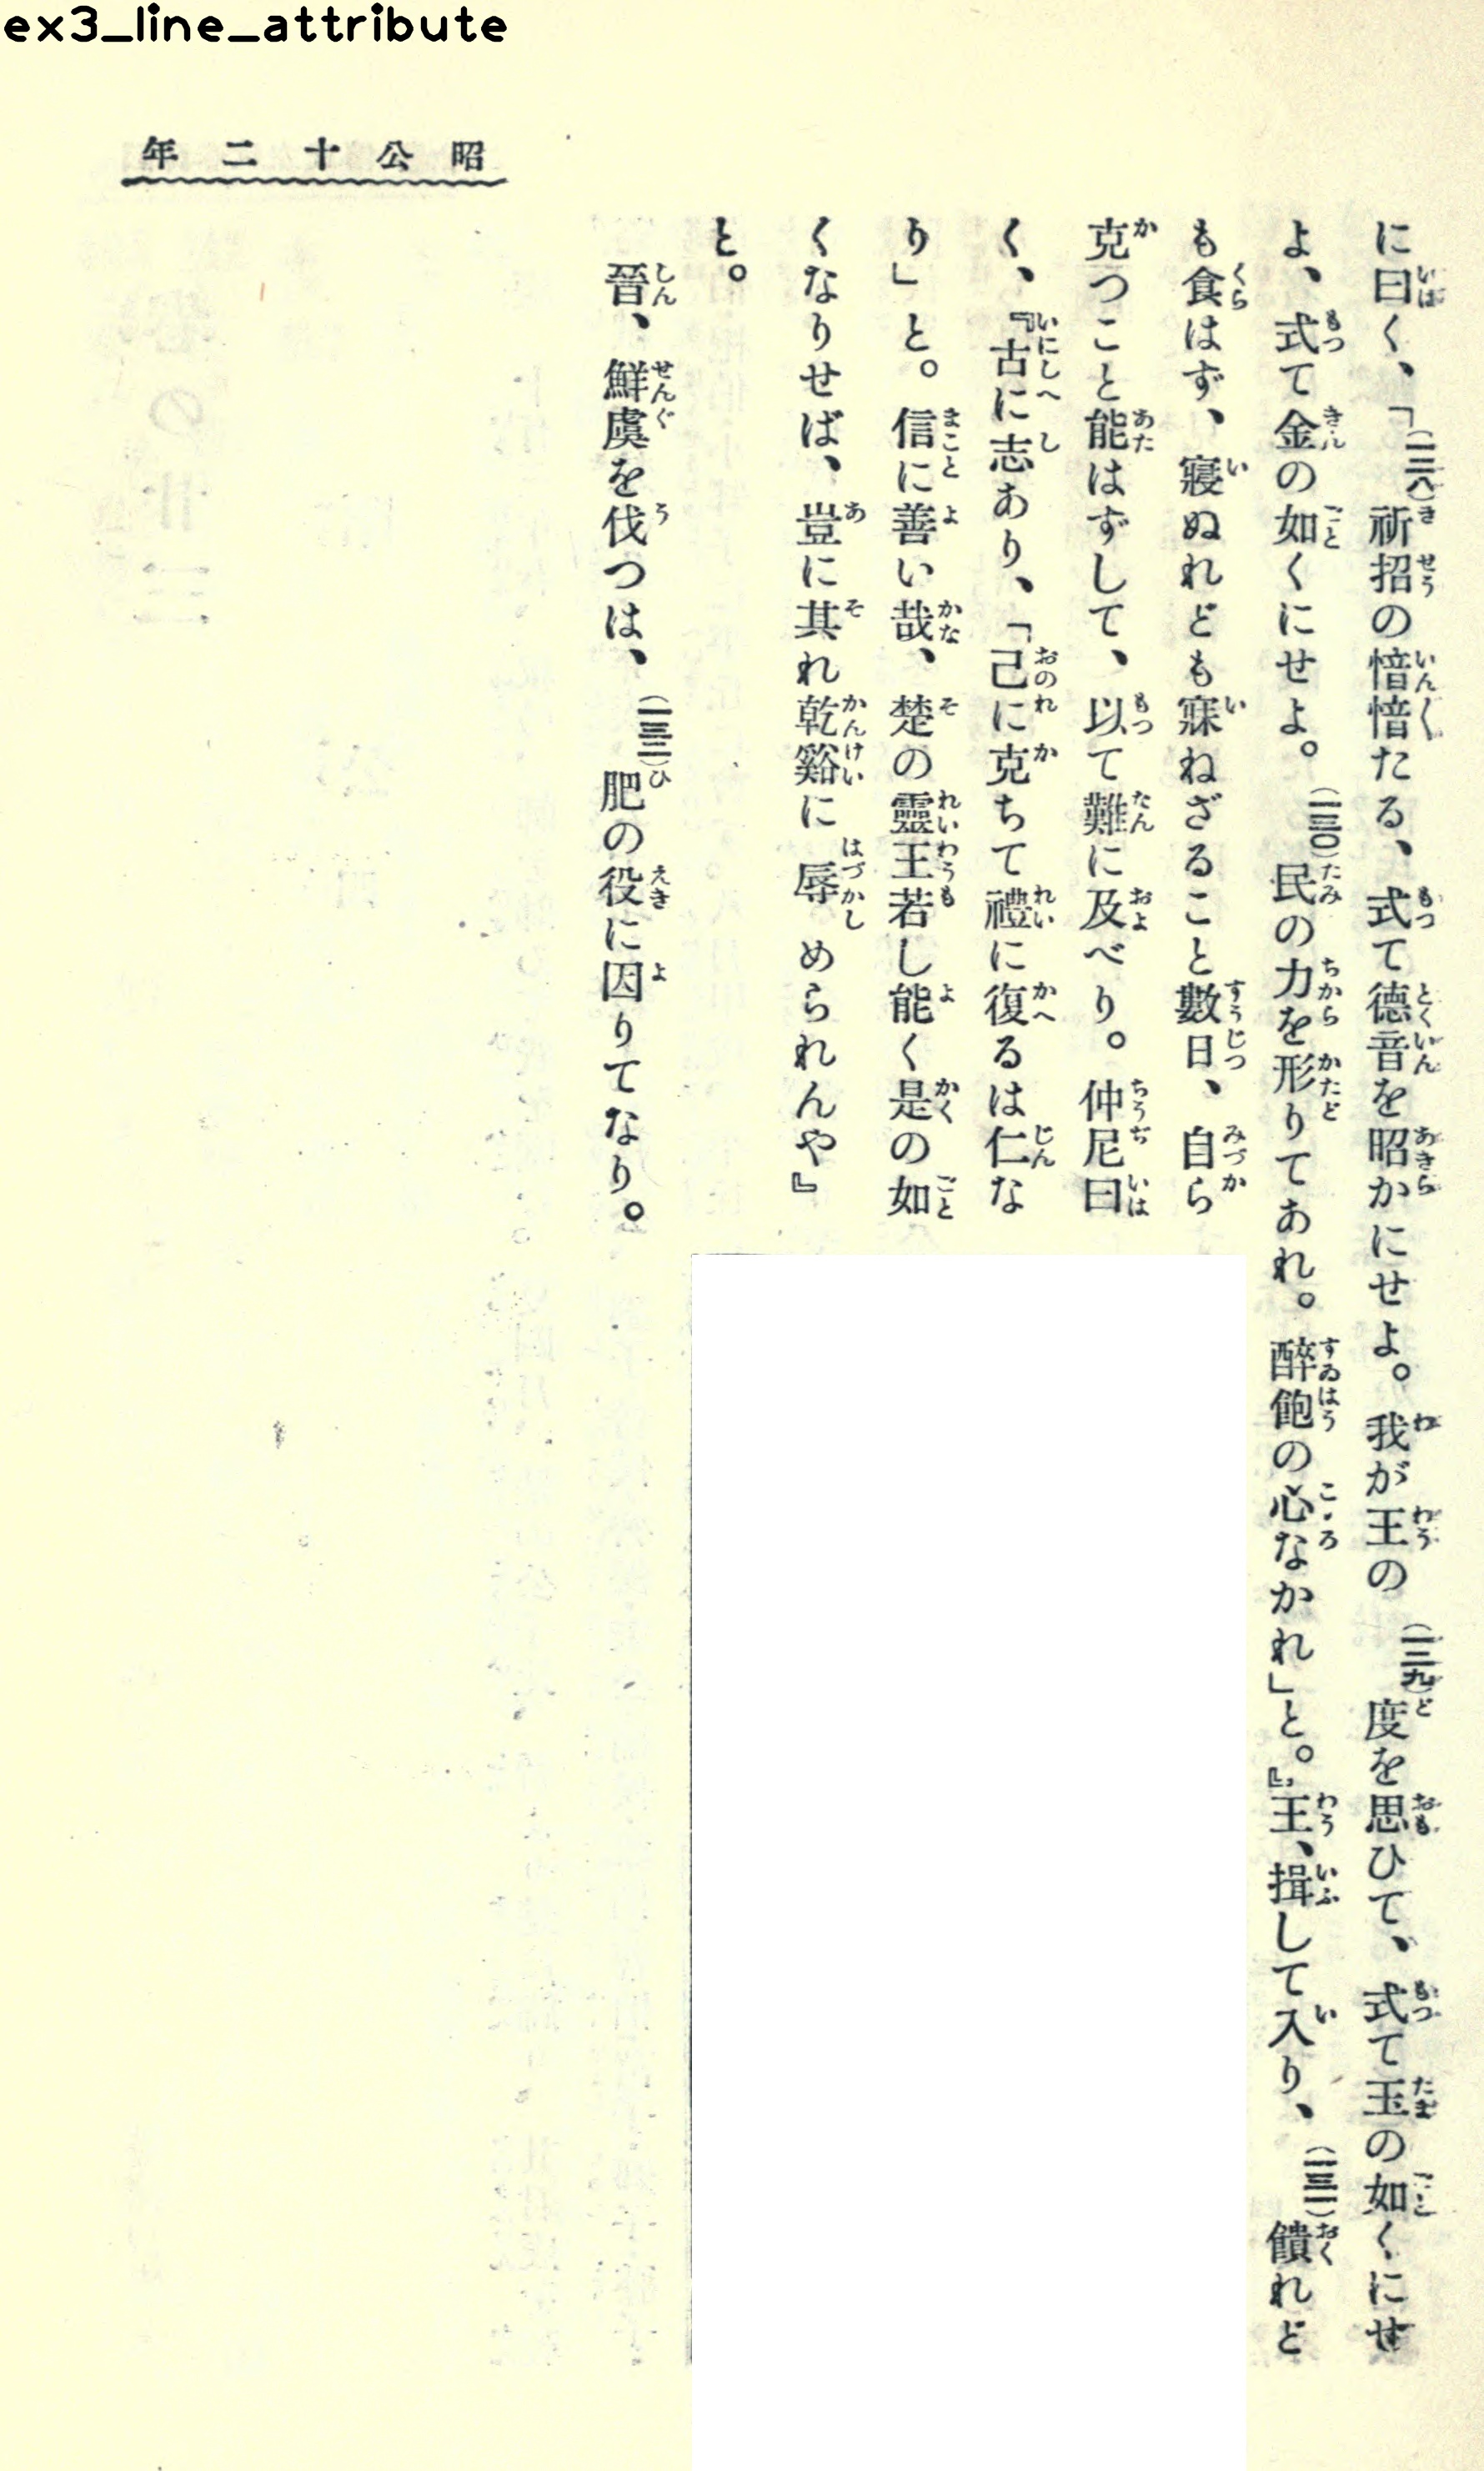 ex3_line_attribute
昭公十二年
に曰く、「(一二八)祈招の愔愔たる、式て德音を昭かにせよ。我が王の(一二九)度を思ひて、式て玉の如くにせ
よ、式て金の如くにせよ。(一三〇)民の力を形りてあれ。醉飽の心なかれ」と。』王、揖して入り、(一三一)饋れど
も食はず、寢ぬれども寐ねざること數日、自ら
克つこと能はずして、以て難に及べり。仲尼曰
く、『古に志あり、「己に克ちて禮に復るは仁な
り」と。信に善い哉、楚の靈王若し能く是の如
くなりせば、豈に其れ乾谿に辱められんや』
と。
晉、鮮虞を伐つは、(一三二)肥の役に因りてなり。